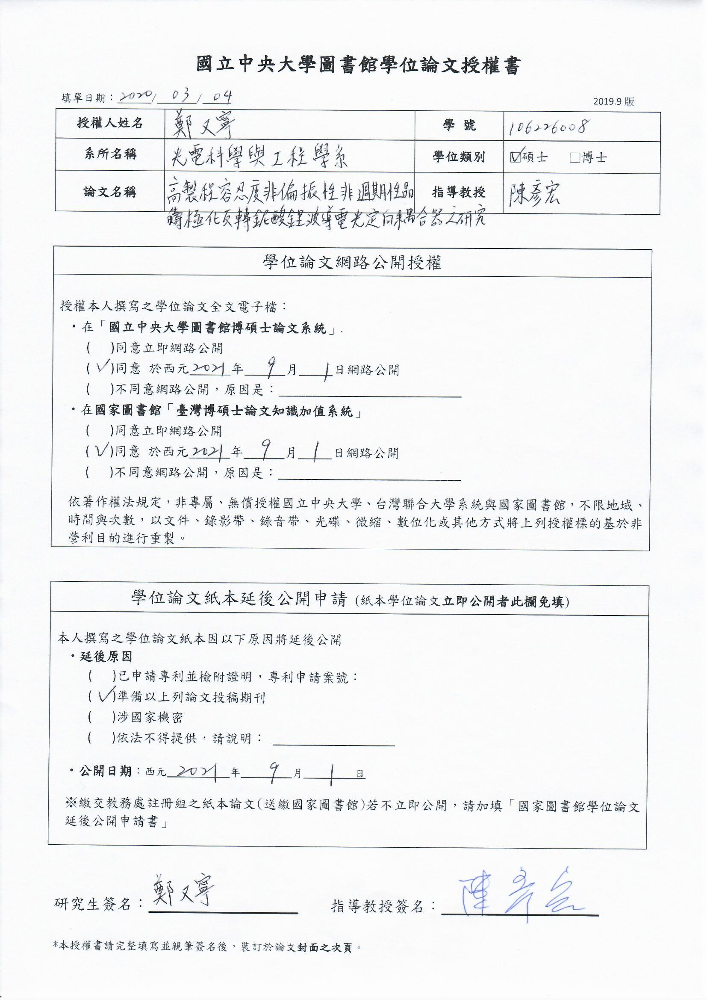 國立中央大學圖書館學位論文授權書
填單日期：2020/ 03 / 04
2019.9 版
授權人姓名 鄭又寧 學 號 106226008
系所名稱 光電科學與工程學系 學位類別 ☑碩士 □博士
論文名稱 高製程容忍度非偏振性非週期性晶 指導教授 陳彥宏
疇極化反轉鈮酸鋰波導電光定向耦合器之研究
學位論文網路公開授權
授權本人撰寫之學位論文全文電子檔：
・在「國立中央大學圖書館博碩士論文系統」.
( )同意立即網路公開
(✓)同意 於西元2021年 9 月 1 日網路公開
( )不同意網路公開，原因是：
・在國家圖書館「臺灣博碩士論文知識加值系統」
( )同意立即網路公開
(✓)同意 於西元2021年 9 月 1 日網路公開
( )不同意網路公開，原因是：
依著作權法規定，非專屬、無償授權國立中央大學、台灣聯合大學系統與國家圖書館，不限地域、
時間與次數，以文件、錄影帶、錄音帶、光碟、微縮、數位化或其他方式將上列授權標的基於非
營利目的進行重製。
學位論文紙本延後公開申請 (紙本學位論文立即公開者此欄免填)
本人撰寫之學位論文紙本因以下原因將延後公開
・延後原因
( )已申請專利並檢附證明，專利申請案號：
(✓)準備以上列論文投稿期刊
( )涉國家機密
( )依法不得提供，請說明：
・公開日期：西元 2021 年 9 月 1 日
※繳交教務處註冊組之紙本論文(送繳國家圖書館)若不立即公開，請加填「國家圖書館學位論文
延後公開申請書」
研究生簽名：鄭又寧 指導教授簽名：陳彥宏
*本授權書請完整填寫並親筆簽名後，裝訂於論文封面之次頁。